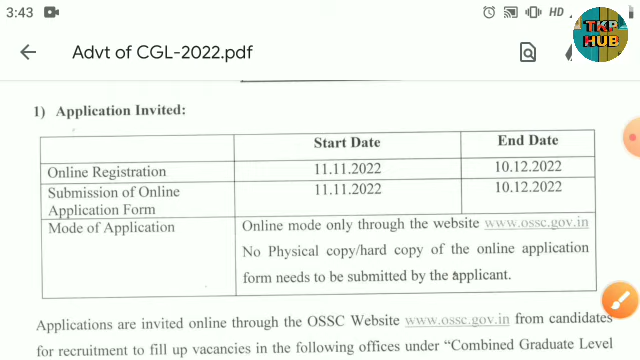 3:43 HD
TKP
HUB
Advt of CGL-2022.pdf
1) Application Invited:
Start Date End Date
Online Registration 11.11.2022 10.12.2022
Submission of Online 11.11.2022 10.12.2022
Application Form
Mode of Application Online mode only through the website www.ossc.gov.in
No Physical copy/hard copy of the online application
form needs to be submitted by the applicant.
Applications are invited online through the OSSC Website www.ossc.gov.in from candidates
for recruitment to fill up vacancies in the following offices under “Combined Graduate Level